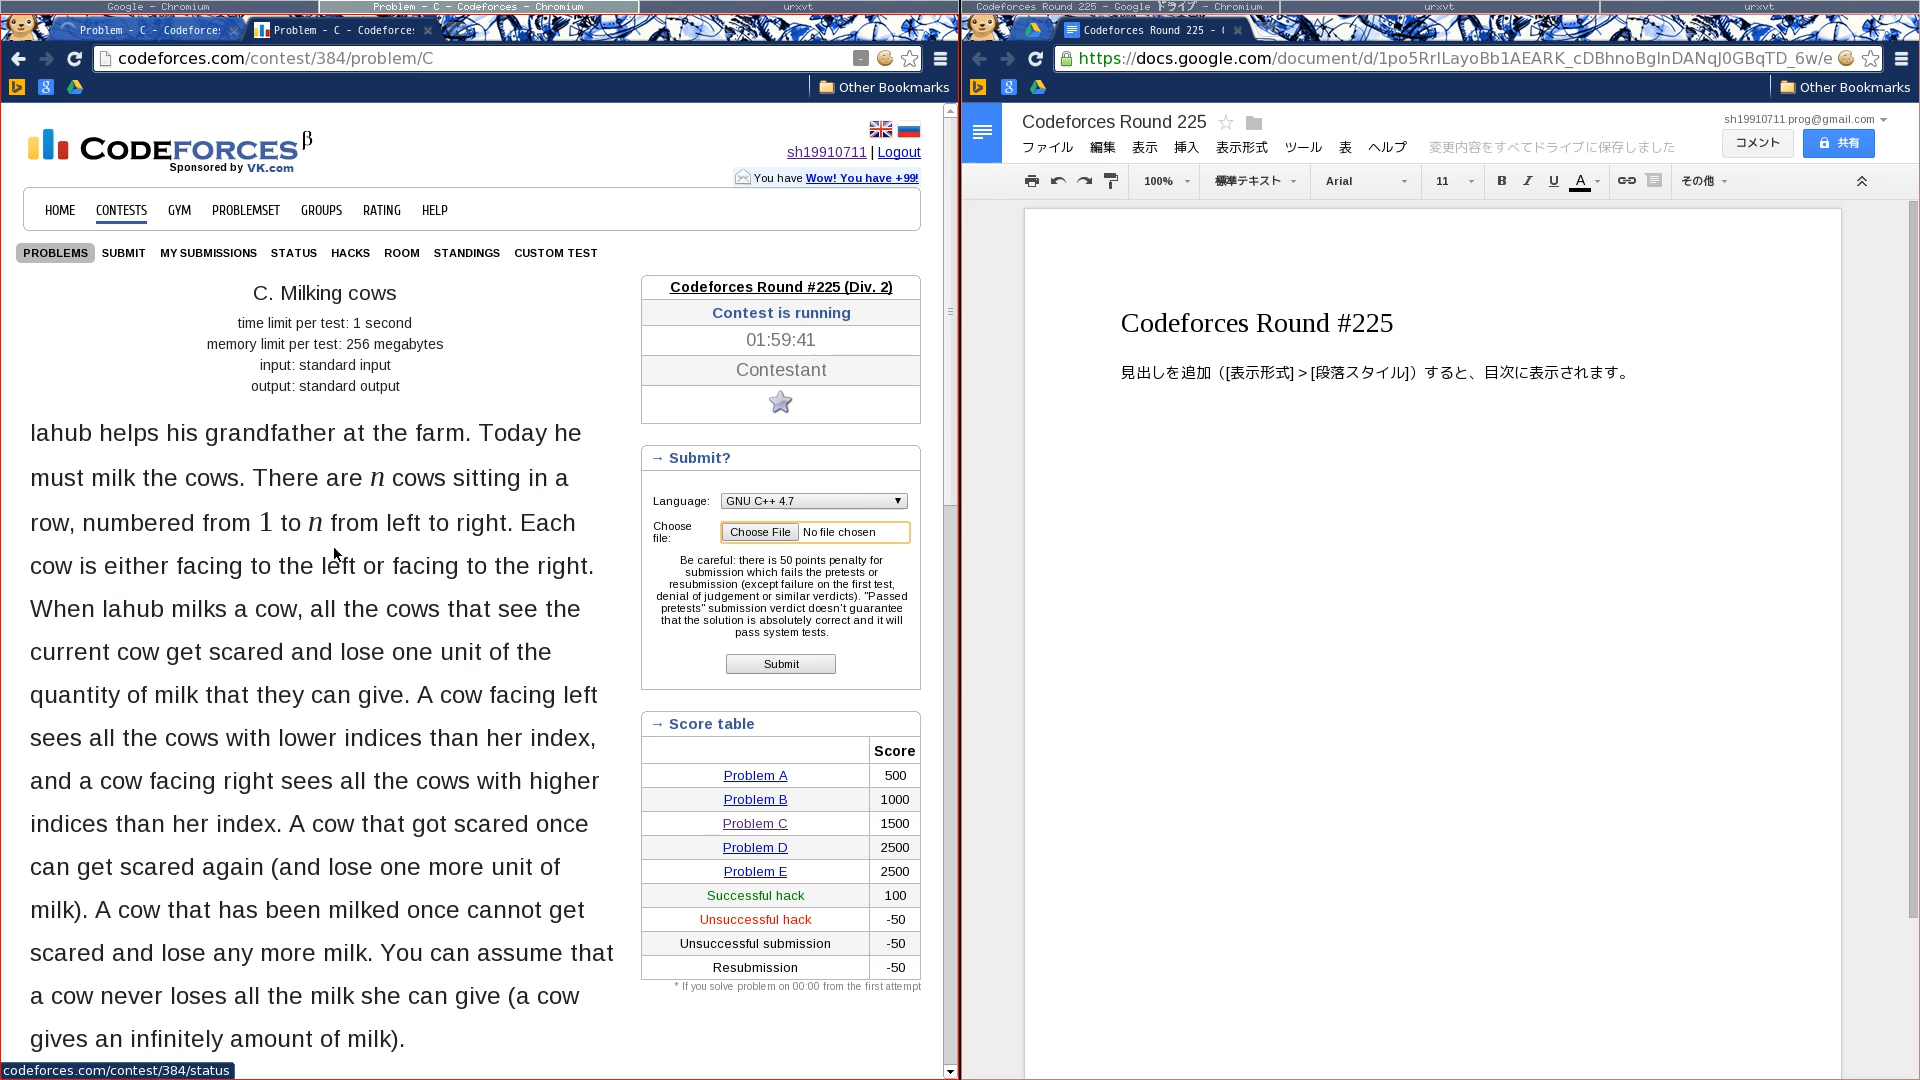 Google - Chromium
Problem - C - Codeforces - Chromium
urxvt
Codeforces Round 225 - Google ドライブ - Chromium
urxvt
urxvt
Problem - C - Codeforces
Problem - C - Codeforces
codeforces.com/contest/384/problem/C
Other Bookmarks
CODEFORCES β
Sponsored by VK.com
sh19910711 | Logout
You have Wow! You have +99!
HOME CONTESTS GYM PROBLEMSET GROUPS RATING HELP
PROBLEMS SUBMIT MY SUBMISSIONS STATUS HACKS ROOM STANDINGS CUSTOM TEST
C. Milking cows
time limit per test: 1 second
memory limit per test: 256 megabytes
input: standard input
output: standard output
Iahub helps his grandfather at the farm. Today he
must milk the cows. There are n cows sitting in a
row, numbered from 1 to n from left to right. Each
cow is either facing to the left or facing to the right.
When Iahub milks a cow, all the cows that see the
current cow get scared and lose one unit of the
quantity of milk that they can give. A cow facing left
sees all the cows with lower indices than her index,
and a cow facing right sees all the cows with higher
indices than her index. A cow that got scared once
can get scared again (and lose one more unit of
milk). A cow that has been milked once cannot get
scared and lose any more milk. You can assume that
a cow never loses all the milk she can give (a cow
gives an infinitely amount of milk).
codeforces.com/contest/384/status
Codeforces Round #225 (Div. 2)
Contest is running
01:59:41
Contestant
→ Submit?
Language: GNU C++ 4.7
Choose file: Choose File No file chosen
Be careful: there is 50 points penalty for
submission which fails the pretests or
resubmission (except failure on the first test,
denial of judgement or similar verdicts). "Passed
pretests" submission verdict doesn't guarantee
that the solution is absolutely correct and it will
pass system tests.
Submit
→ Score table
Score
Problem A 500
Problem B 1000
Problem C 1500
Problem D 2500
Problem E 2500
Successful hack 100
Unsuccessful hack -50
Unsuccessful submission -50
Resubmission -50
* If you solve problem on 00:00 from the first attempt
Codeforces Round 225 -
https://docs.google.com/document/d/
Other Bookmarks
Codeforces Round 225
sh19910711.prog@gmail.com
ファイル 編集 表示 挿入 表示形式 ツール 表 ヘルプ 変更内容をすべてドライブに保存しました
コメント 共有
100% 標準テキスト Arial 11 B I U A その他
Codeforces Round #225
見出しを追加（[表示形式] > [段落スタイル]）すると、目次に表示されます。